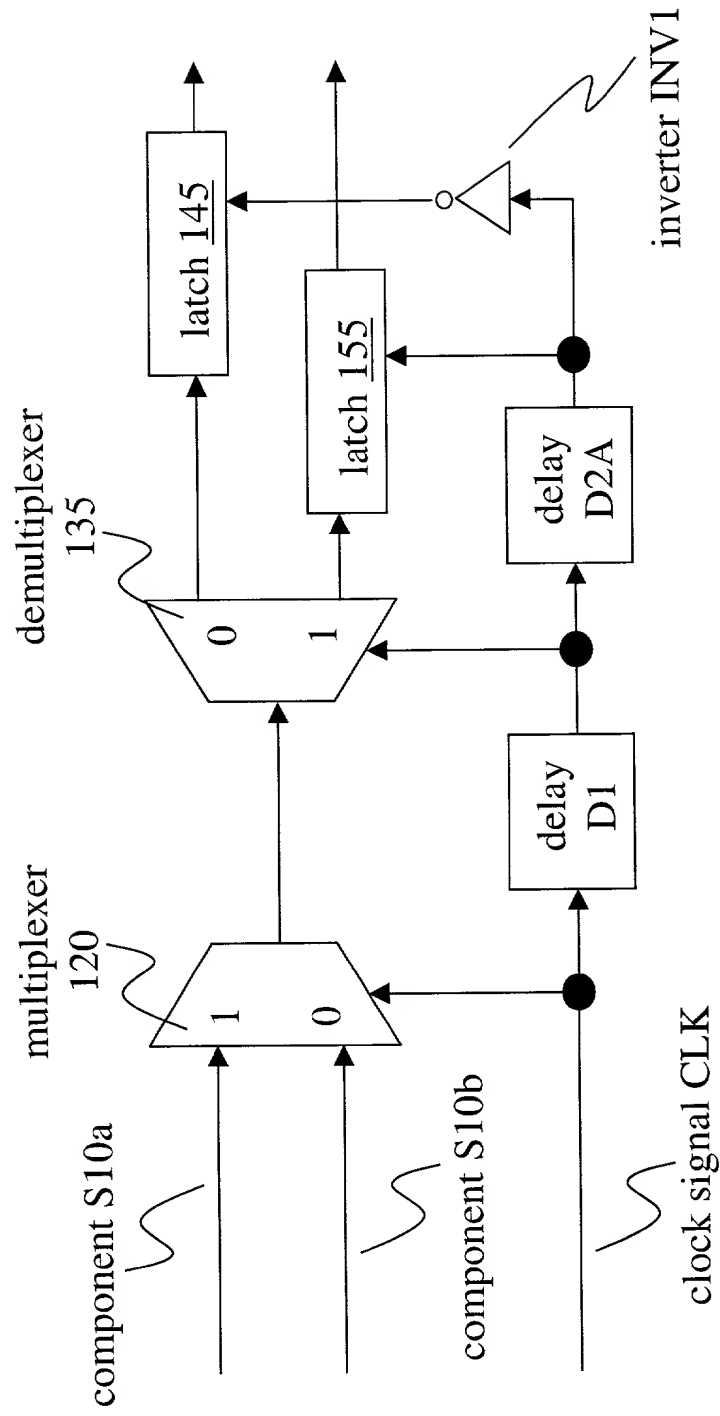 component S10a
component S10b
clock signal CLK
multiplexer
120
1
0
delay
D1
demultiplexer
135
0
1
delay
D2A
latch 145
latch 155
inverter INV1